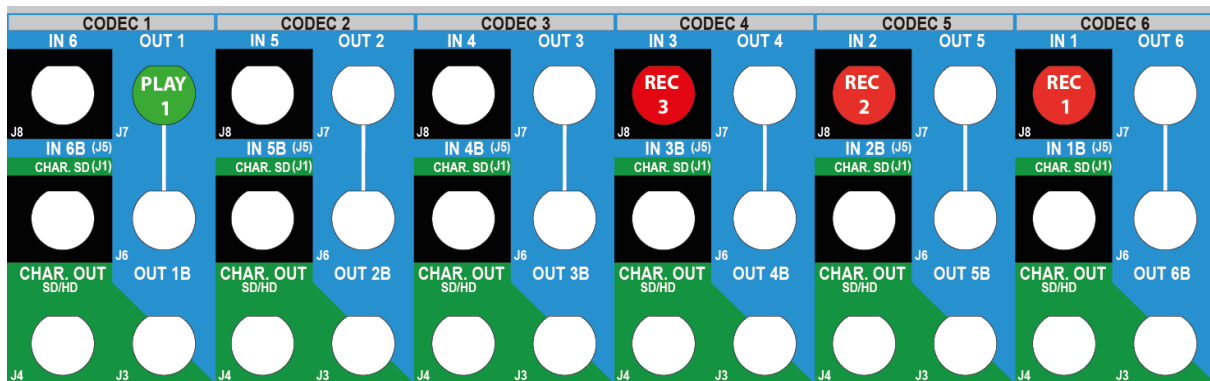 CODEC 1 CODEC 2 CODEC 3 CODEC 4 CODEC 5 CODEC 6
IN 6 OUT 1 IN 5 OUT 2 IN 4 OUT 3 IN 3 OUT 4 IN 2 OUT 5 IN 1 OUT 6
PLAY REC REC REC
1 3 2 1
J8 J7 J8 J7 J8 J7 J8 J7 J8 J7 J8 J7
IN 6B (J5) IN 5B (J5) IN 4B (J5) IN 3B (J5) IN 2B (J5) IN 1B (J5)
CHAR. SD (J1) CHAR. SD (J1) CHAR. SD (J1) CHAR. SD (J1) CHAR. SD (J1) CHAR. SD (J1)
J6 J6 J6 J6 J6 J6
CHAR. OUT OUT 1B CHAR. OUT OUT 2B CHAR. OUT OUT 3B CHAR. OUT OUT 4B CHAR. OUT OUT 5B CHAR. OUT OUT 6B
SD/HD SD/HD SD/HD SD/HD SD/HD SD/HD
J4 J3 J4 J3 J4 J3 J4 J3 J4 J3 J4 J3